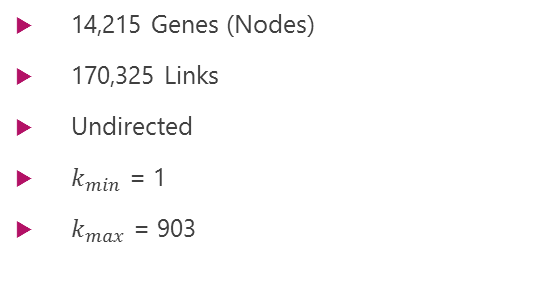 14,215 Genes (Nodes)
170,325 Links
Undirected
k_min = 1
k_max = 903